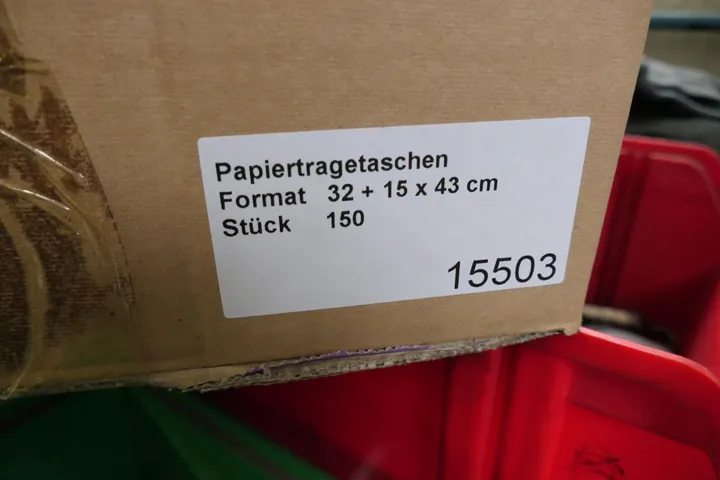 Papiertragetaschen
Format 32 + 15 x 43 cm
Stück 150
15503